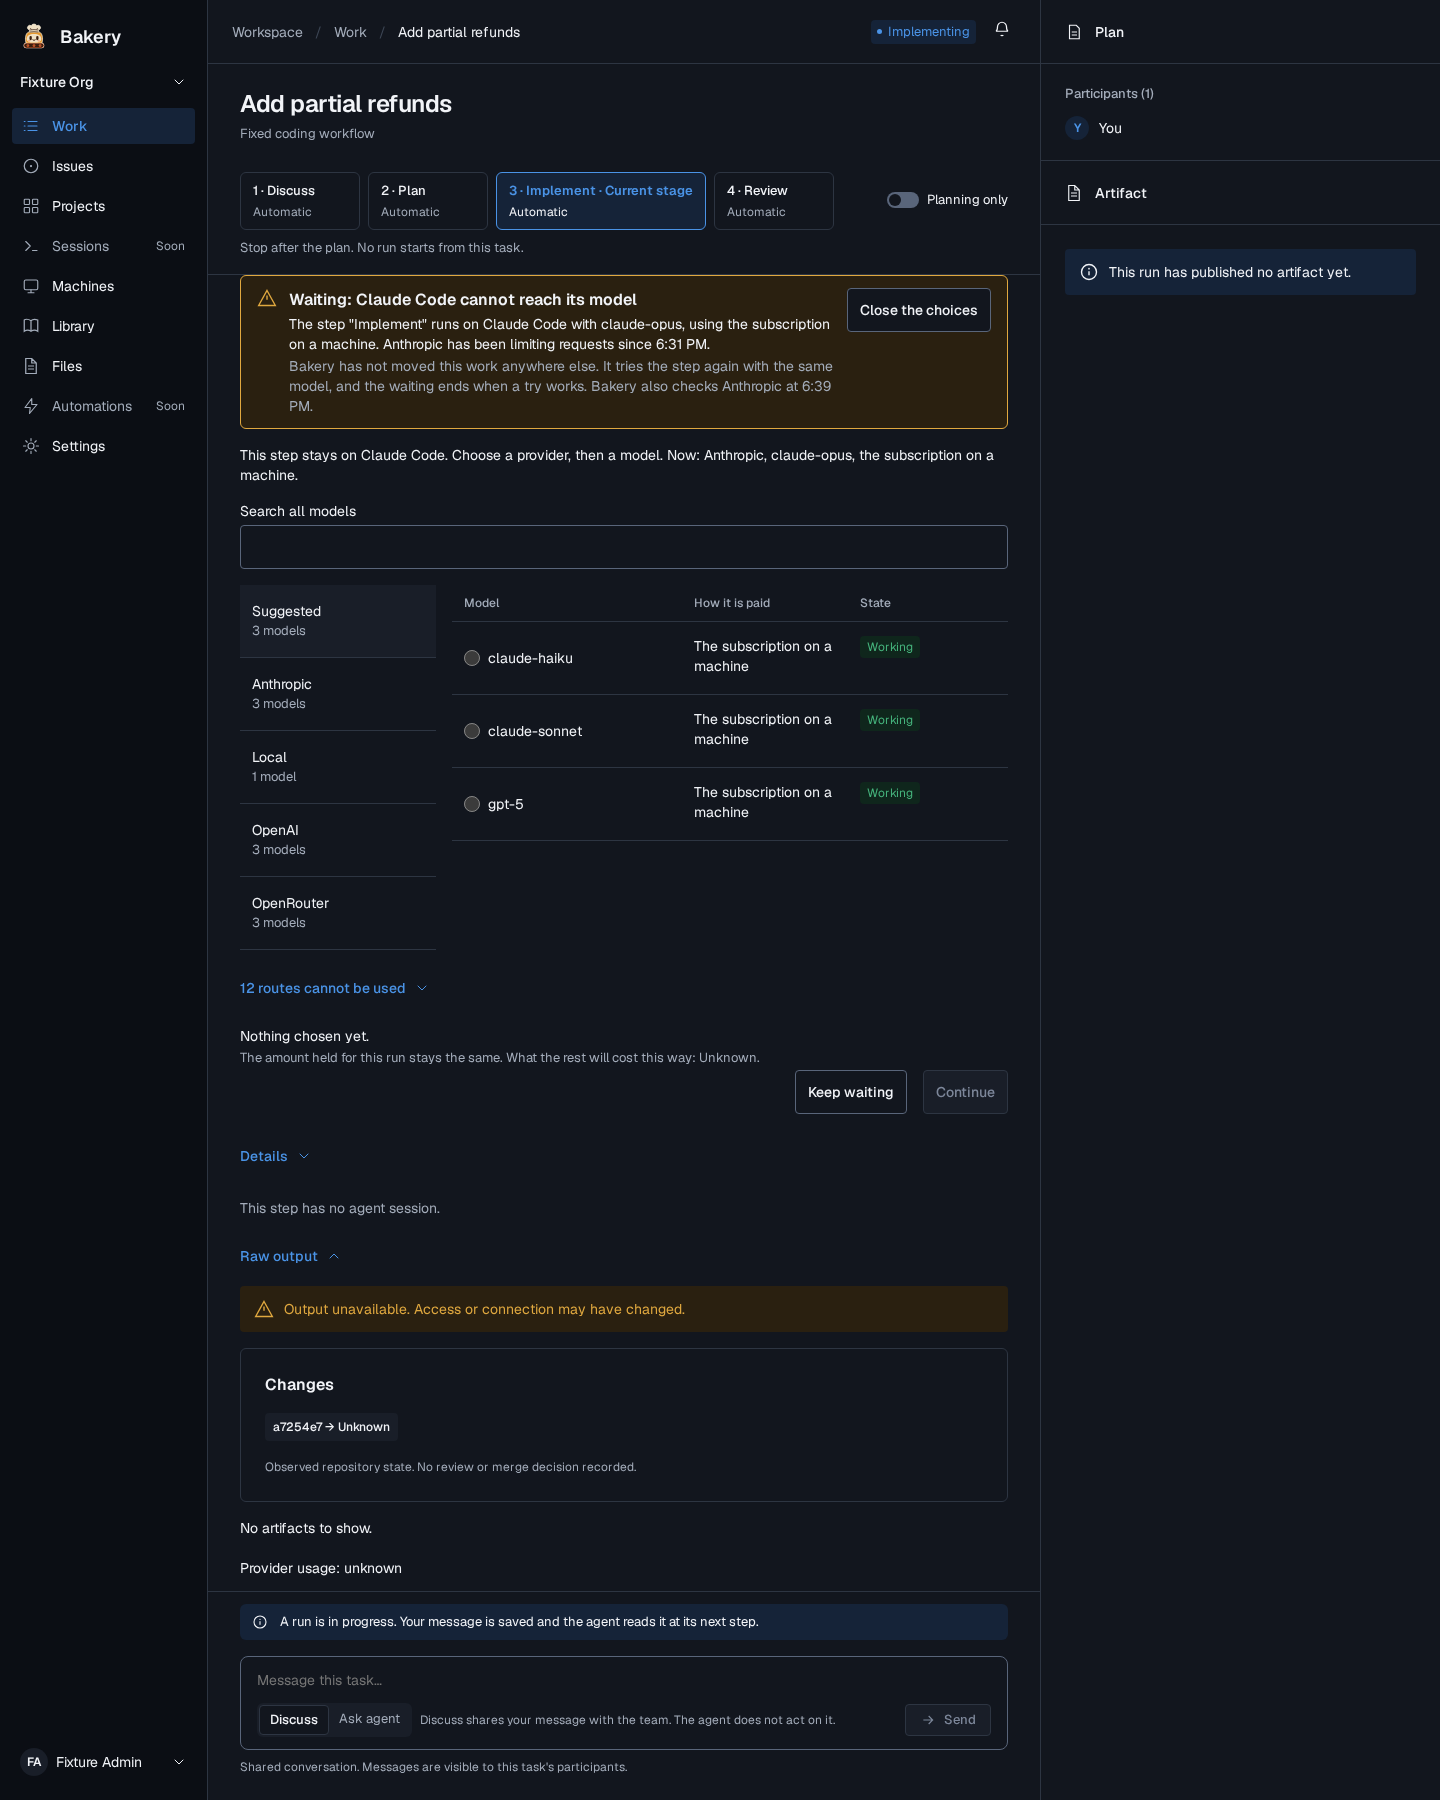 Bakery
Fixture Org
Work
Issues
Projects
Sessions Soon
Machines
Library
Files
Automations Soon
Settings
FA Fixture Admin
Workspace / Work / Add partial refunds
Implementing
Add partial refunds
Fixed coding workflow
1 · Discuss
Automatic
2 · Plan
Automatic
3 · Implement · Current stage
Automatic
4 · Review
Automatic
Planning only
Stop after the plan. No run starts from this task.
Waiting: Claude Code cannot reach its model
The step "Implement" runs on Claude Code with claude-opus, using the subscription
on a machine. Anthropic has been limiting requests since 6:31 PM.
Bakery has not moved this work anywhere else. It tries the step again with the same
model, and the waiting ends when a try works. Bakery also checks Anthropic at 6:39
PM.
Close the choices
This step stays on Claude Code. Choose a provider, then a model. Now: Anthropic, claude-opus, the subscription on a
machine.
Search all models
Suggested
3 models
Anthropic
3 models
Local
1 model
OpenAI
3 models
OpenRouter
3 models
Model How it is paid State
claude-haiku The subscription on a Working
machine
claude-sonnet The subscription on a Working
machine
gpt-5 The subscription on a Working
machine
12 routes cannot be used
Nothing chosen yet.
The amount held for this run stays the same. What the rest will cost this way: Unknown.
Keep waiting Continue
Details
This step has no agent session.
Raw output
Output unavailable. Access or connection may have changed.
Changes
a7254e7 → Unknown
Observed repository state. No review or merge decision recorded.
No artifacts to show.
Provider usage: unknown
A run is in progress. Your message is saved and the agent reads it at its next step.
Message this task…
Discuss Ask agent Discuss shares your message with the team. The agent does not act on it. → Send
Shared conversation. Messages are visible to this task's participants.
Plan
Participants (1)
Y You
Artifact
This run has published no artifact yet.